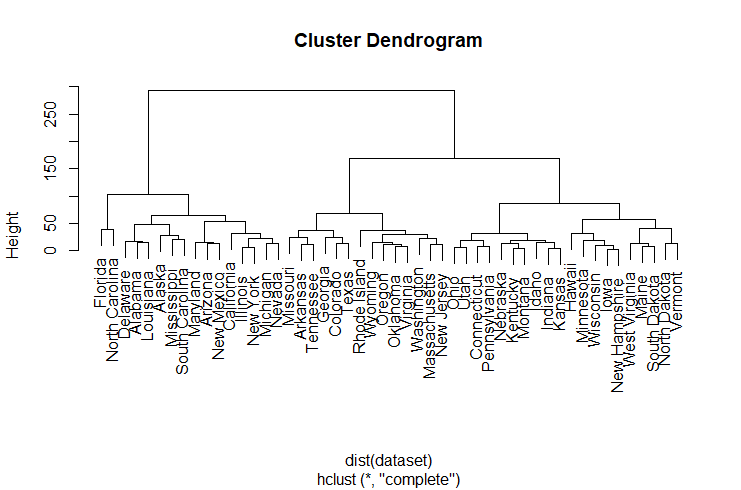 Cluster Dendrogram
Height
0
50
150
250
Florida
North Carolina
Delaware
Alabama
Louisiana
Alaska
Mississippi
South Carolina
Maryland
Arizona
New Mexico
California
Illinois
New York
Michigan
Nevada
Missouri
Arkansas
Tennessee
Georgia
Colorado
Texas
Rhode Island
Wyoming
Oregon
Oklahoma
Virginia
Washington
Massachusetts
New Jersey
Ohio
Utah
Connecticut
Pennsylvania
Nebraska
Kentucky
Montana
Idaho
Indiana
Kansas
Hawaii
Minnesota
Wisconsin
Iowa
New Hampshire
West Virginia
Maine
South Dakota
North Dakota
Vermont
dist(dataset)
hclust (*, "complete")